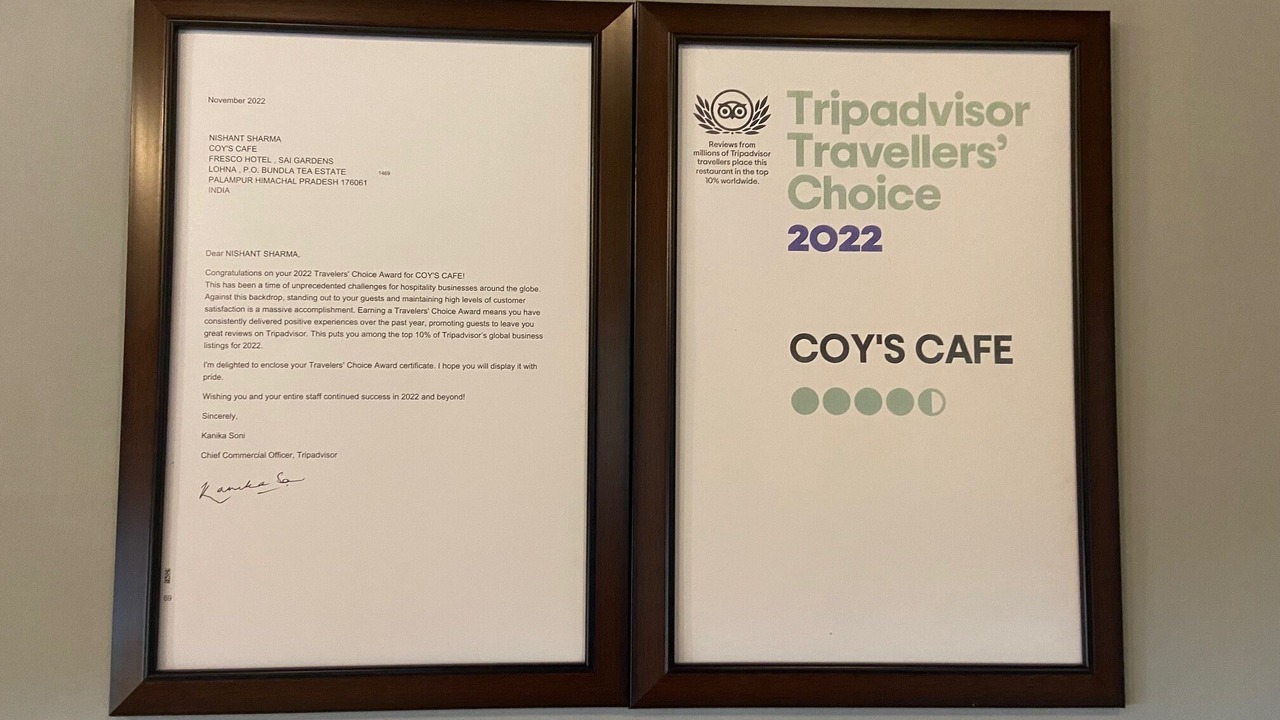 November 2022
NISHANT SHARMA
COY'S CAFE
FRESCO HOTEL , SAI GARDENS
LOHNA , P.O. BUNDLA TEA ESTATE
PALAMPUR HIMACHAL PRADESH 176061
INDIA
1469
Dear NISHANT SHARMA,
Congratulations on your 2022 Travelers' Choice Award for COY'S CAFE!
This has been a time of unprecedented challenges for hospitality businesses around the globe.
Against this backdrop, standing out to your guests and maintaining high levels of customer
satisfaction is a massive accomplishment. Earning a Travelers' Choice Award means you have
consistently delivered positive experiences over the past year, promoting guests to leave you
great reviews on Tripadvisor. This puts you among the top 10% of Tripadvisor's global business
listings for 2022.
I'm delighted to enclose your Travelers' Choice Award certificate. I hope you will display it with
pride.
Wishing you and your entire staff continued success in 2022 and beyond!
Sincerely,
Kanika Soni
Chief Commercial Officer, Tripadvisor
Kanika So
69
Reviews from
millions of Tripadvisor
travellers place this
restaurant in the top
10% worldwide.
Tripadvisor
Travellers'
Choice
2022
COY'S CAFE